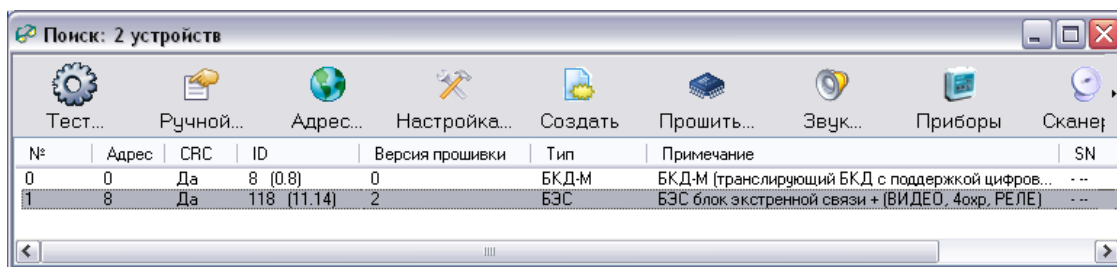 Поиск: 2 устройств
Тест... Ручной... Адрес... Настройка... Создать Прошить... Звук... Приборы Сканер
№ Адрес CRC ID Версия прошивки Тип Примечание SN
0 0 Да 8 (0.8) 0 БКД-М БКД-М (транслирующий БКД с поддержкой цифров... - --
1 8 Да 118 (11.14) 2 БЭС БЭС блок экстренной связи + (ВИДЕО, 4охр, РЕЛЕ) - --